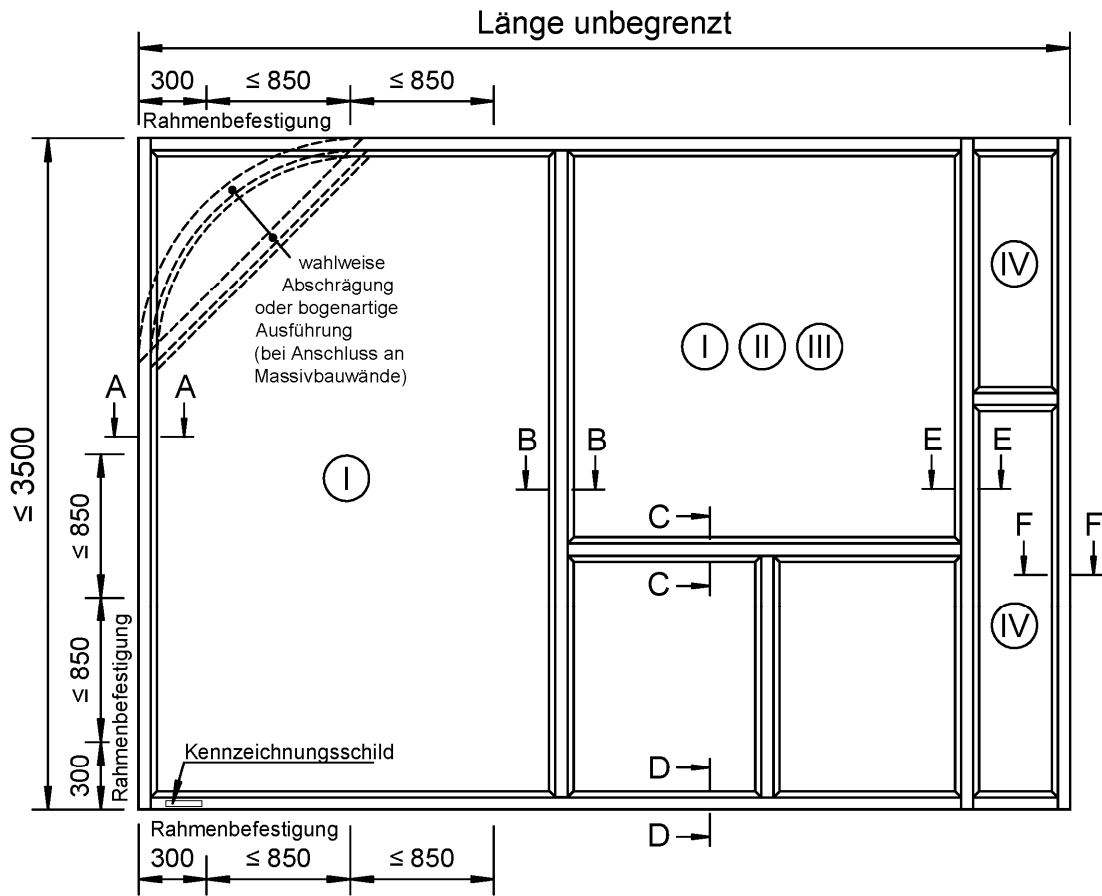 Länge unbegrenzt
300 ≤ 850 ≤ 850
Rahmenbefestigung
IV
wahlweise
Abschrägung
oder bogenartige
Ausführung
(bei Anschluss an
Massivbauwände)
I II III
A A
B B
E E
≤ 3500
≤ 850
I
C
C
F F
≤ 850
Rahmenbefestigung
IV
300
Kennzeichnungsschild
D
D
Rahmenbefestigung
300 ≤ 850 ≤ 850